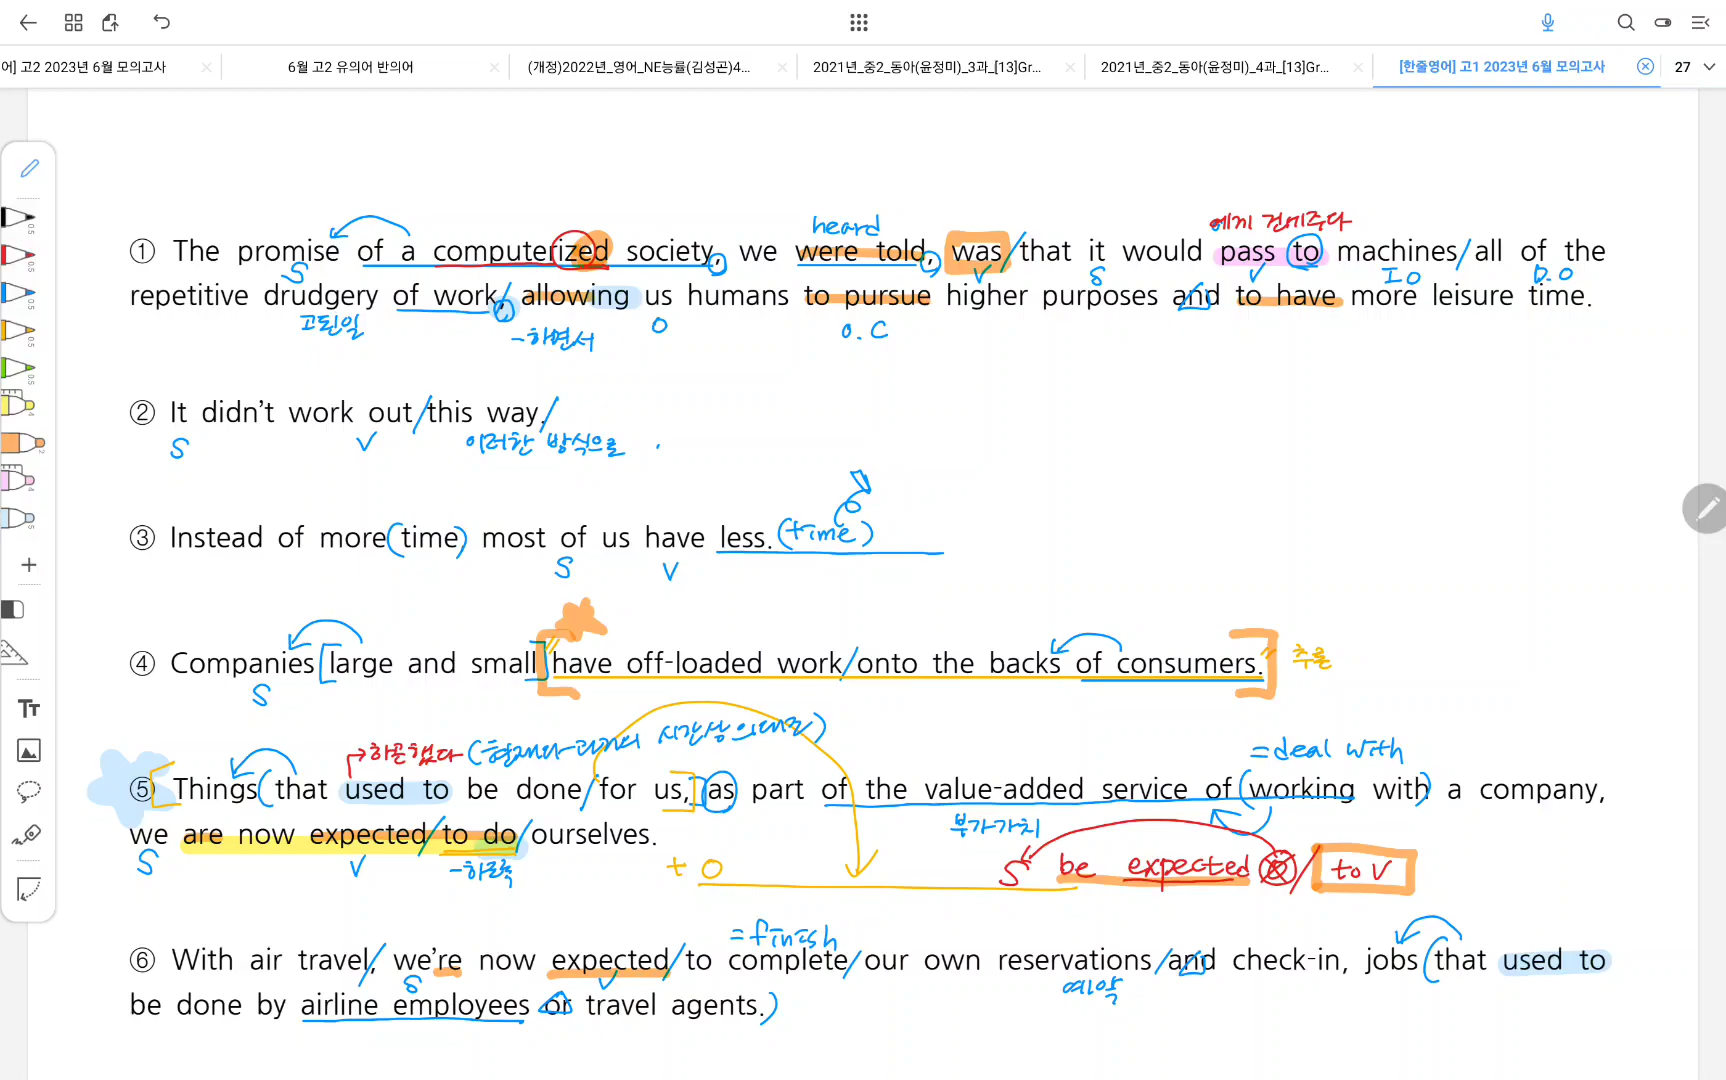 어] 고2 2023년 6월 모의고사
6월 고2 유의어 반의어
(개정)2022년_영어_NE능률(김성곤)4...
2021년_중2_동아(윤정미)_3과_[13]Gr...
2021년_중2_동아(윤정미)_4과_[13]Gr...
[한줄영어] 고1 2023년 6월 모의고사
27
heard
에게 건네주다
① The promise of a computerized society, we were told, was that it would pass to machines all of the
S V S V I O D.O
repetitive drudgery of work, allowing us humans to pursue higher purposes and to have more leisure time.
고된일 -하면서 O O.C
② It didn't work out this way.
S V 이러한 방식으로
③ Instead of more (time) most of us have less. (time)
S V
④ Companies [large and small] have off-loaded work onto the backs of consumers. 추론
S
→하곤했다 시간상의 대조) = deal with
⑤ Things (that used to be done for us, as part of the value-added service of (working with) a company,
부가가치
we are now expected to do ourselves.
S V -하도록 + O S be expected / to V
= finish
⑥ With air travel, we're now expected to complete our own reservations and check-in, jobs (that used to
S V 예약
be done by airline employees or travel agents.)
TT